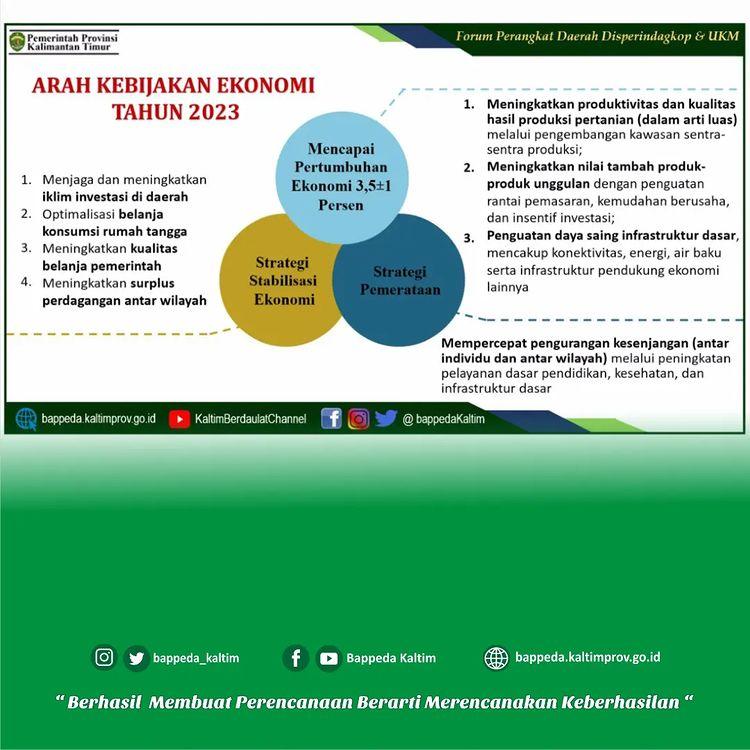 Pemerintah Provinsi
Kalimantan Timur
Forum Perangkat Daerah Disperindagkop & UKM
ARAH KEBIJAKAN EKONOMI
TAHUN 2023
1. Menjaga dan meningkatkan
iklim investasi di daerah
2. Optimalisasi belanja
konsumsi rumah tangga
3. Meningkatkan kualitas
belanja pemerintah
4. Meningkatkan surplus
perdagangan antar wilayah
Mencapai
Pertumbuhan
Ekonomi 3,5±1
Persen
Strategi
Stabilisasi
Ekonomi
Strategi
Pemerataan
1. Meningkatkan produktivitas dan kualitas
hasil produksi pertanian (dalam arti luas)
melalui pengembangan kawasan sentra-
sentra produksi;
2. Meningkatkan nilai tambah produk-
produk unggulan dengan penguatan
rantai pemasaran, kemudahan berusaha,
dan insentif investasi;
3. Penguatan daya saing infrastruktur dasar,
mencakup konektivitas, energi, air baku
serta infrastruktur pendukung ekonomi
lainnya
Mempercepat pengurangan kesenjangan (antar
individu dan antar wilayah) melalui peningkatan
pelayanan dasar pendidikan, kesehatan, dan
infrastruktur dasar
bappeda.kaltimprov.go.id KaltimBerdaulatChannel @ bappedaKaltim
bappeda_kaltim Bappeda Kaltim bappeda.kaltimprov.go.id
“ Berhasil Membuat Perencanaan Berarti Merencanakan Keberhasilan “